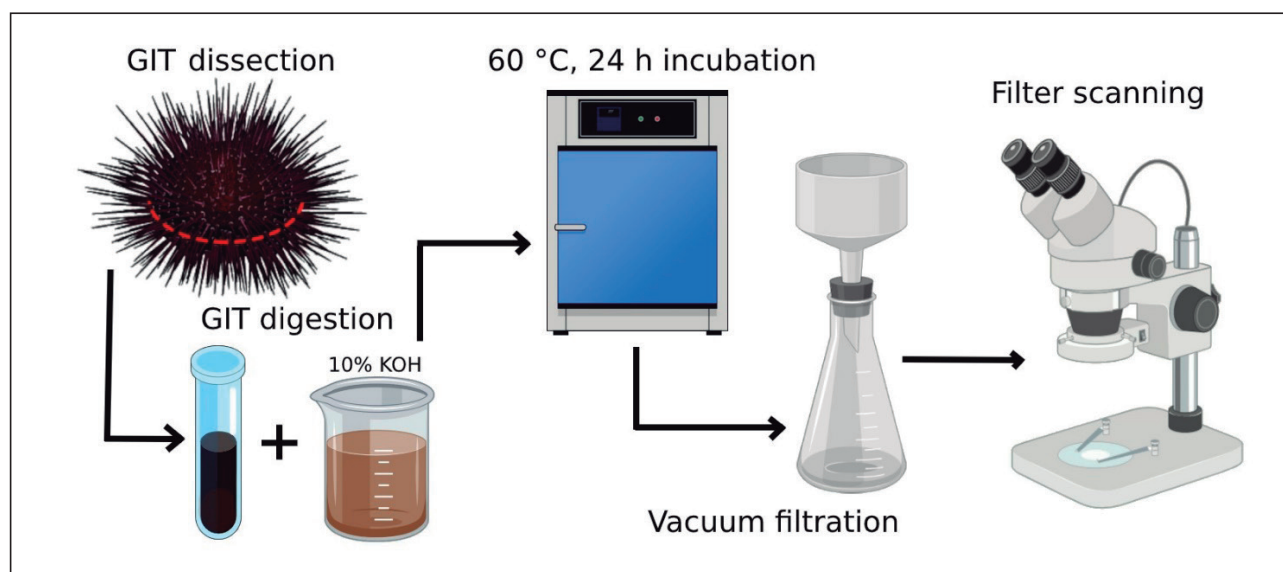 GIT dissection
GIT digestion
10% KOH
60 °C, 24 h incubation
Vacuum filtration
Filter scanning